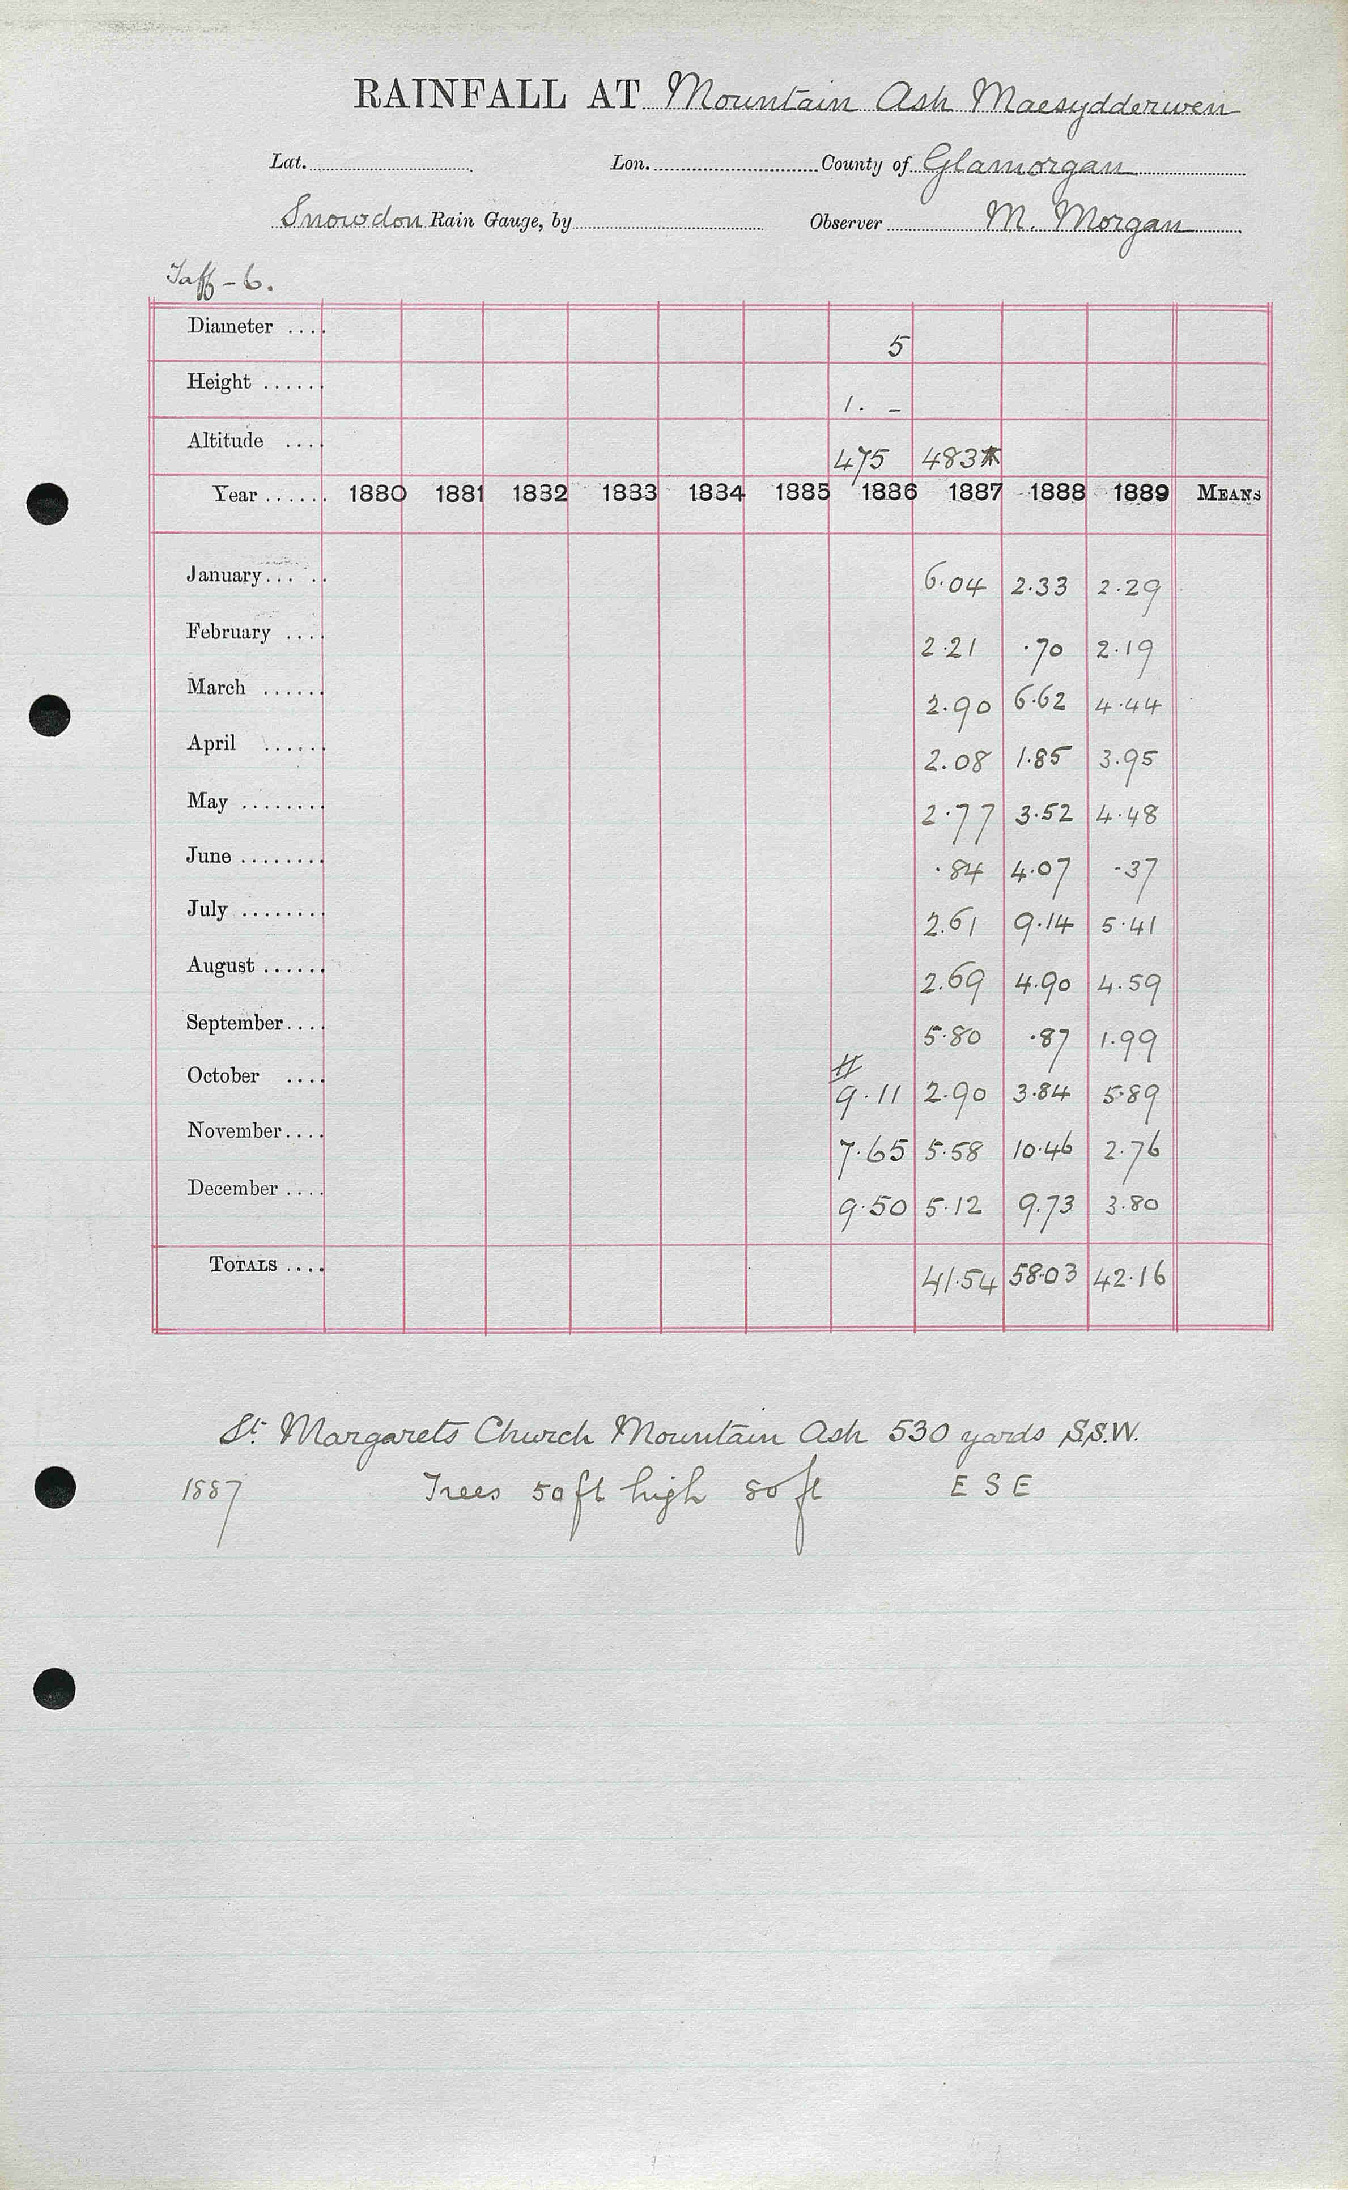 RAINFALL AT Mountain Ash Maesydderwen
Lat. Lon. County of Glamorgan
Snowdon Rain Gauge, by Observer M. Morgan
Taff - 6.
Diameter .... 5
Height ...... 1. -
Altitude .... 475 483*
Year ...... 1880 1881 1882 1883 1884 1885 1886 1887 1888 1889 MEANS
January ..... 6.04 2.33 2.29
February .... 2.21 .70 2.19
March ...... 2.90 6.62 4.44
April ...... 2.08 1.85 3.95
May ........ 2.77 3.52 4.48
June ........ .84 4.07 .37
July ........ 2.61 9.14 5.41
August ...... 2.69 4.90 4.59
September.... 5.80 .87 1.99
October .... # 9.11 2.90 3.84 5.89
November.... 7.65 5.58 10.46 2.76
December .... 9.50 5.12 9.73 3.80
TOTALS .... 41.54 58.03 42.16
St. Margarets Church Mountain Ash 530 yards S.S.W.
1887 Trees 50 ft high 80 ft E S E